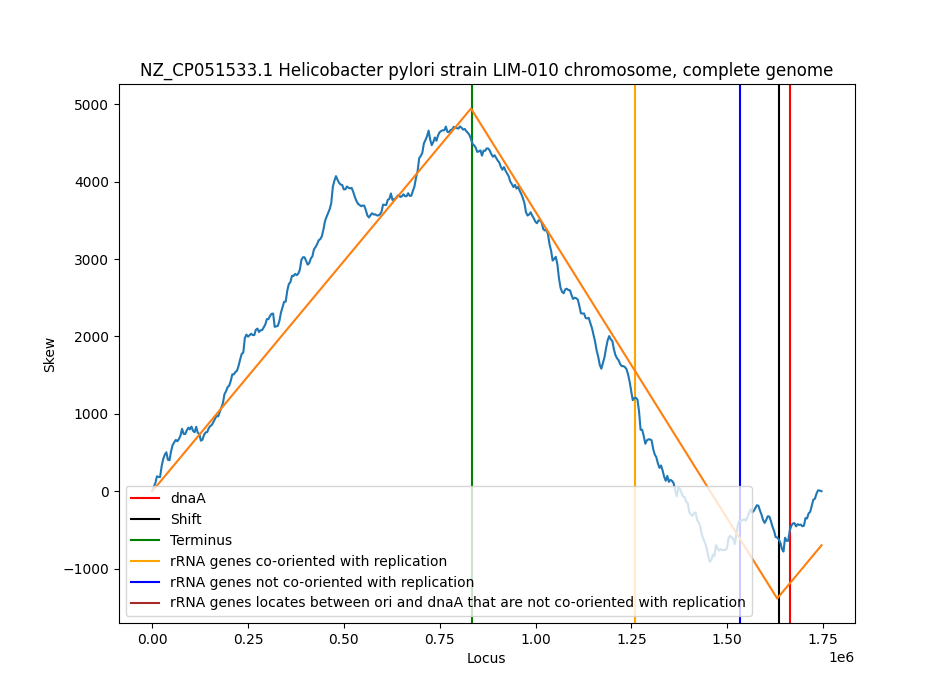 NZ_CP051533.1 Helicobacter pylori strain LIM-010 chromosome, complete genome
5000
4000
3000
2000
1000
0
−1000
Skew
dnaA
Shift
Terminus
rRNA genes co-oriented with replication
rRNA genes not co-oriented with replication
rRNA genes locates between ori and dnaA that are not co-oriented with replication
0.00 0.25 0.50 0.75 1.00 1.25 1.50 1.75
1e6
Locus